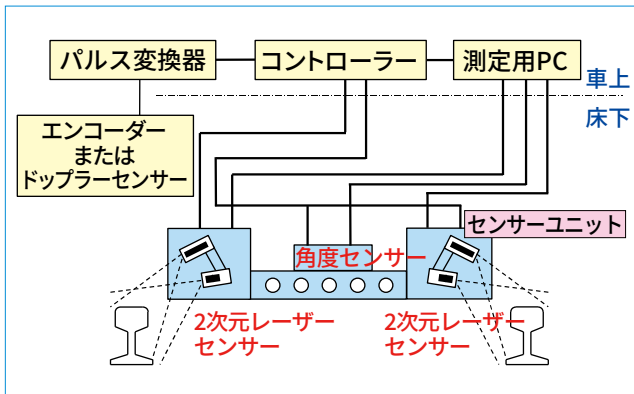 パルス変換器
コントローラー
測定用PC
車上
床下
エンコーダー
または
ドップラーセンサー
センサーユニット
角度センサー
2次元レーザー
センサー
2次元レーザー
センサー